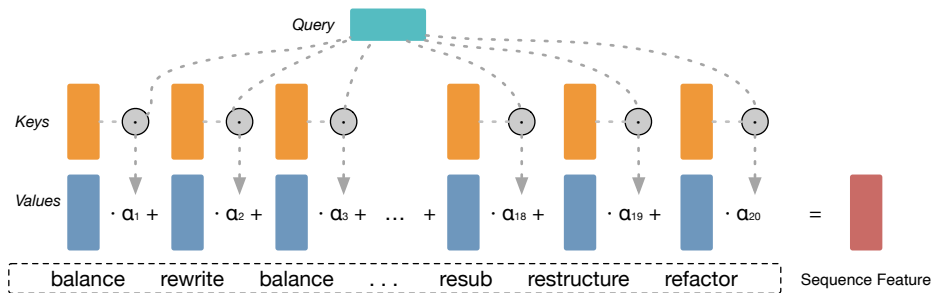 Query
Keys
Values
· α1 + · α2 + · α3 + ... + · α18 + · α19 + · α20 =
balance rewrite balance ... resub restructure refactor
Sequence Feature